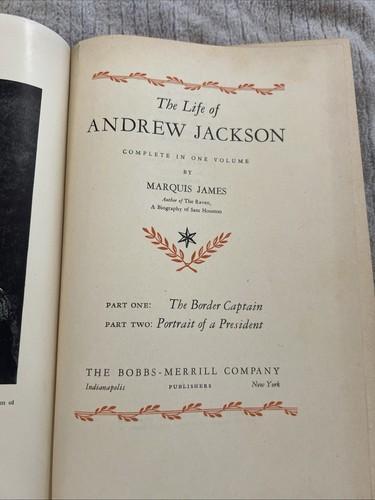 The Life of
ANDREW JACKSON
COMPLETE IN ONE VOLUME
BY
MARQUIS JAMES
Author of The Raven,
A Biography of Sam Houston
PART ONE: The Border Captain
PART TWO: Portrait of a President
THE BOBBS-MERRILL COMPANY
Indianapolis PUBLISHERS New York